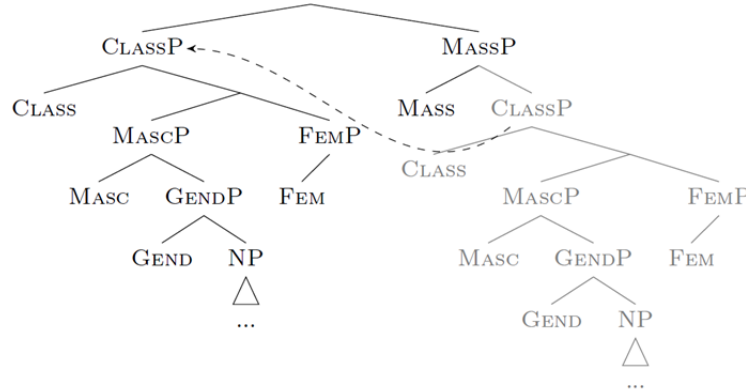 CLASSP MASSP
CLASS MASS CLASSP
MASCP FEMP CLASS
MASC GENDP FEM MASCP FEMP
GEND NP MASC GENDP FEM
... GEND NP
...